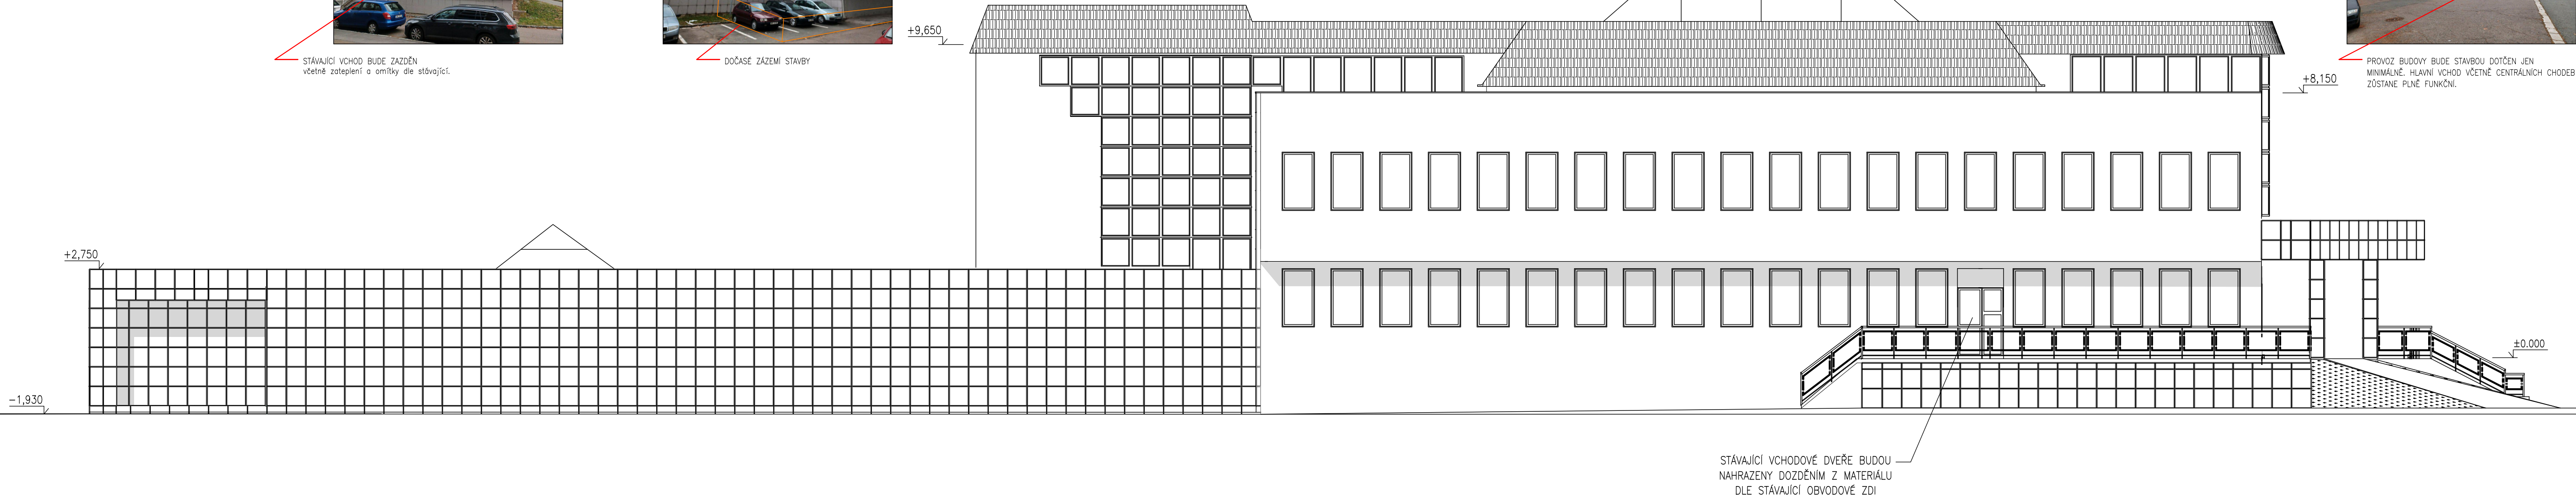 +9,650
STÁVAJÍCÍ VCHOD BUDE ZAZDĚN
včetně zateplení a omítky dle stávající.
DOČASÉ ZÁZEMÍ STAVBY
PROVOZ BUDOVY BUDE STAVBOU DOTČEN JEN
MINIMÁLNĚ. HLAVNÍ VCHOD VČETNĚ CENTRÁLNÍCH CHODEB
ZŮSTANE PLNĚ FUNKČNÍ.
+8,150
+2,750
±0.000
−1,930
STÁVAJÍCÍ VCHODOVÉ DVEŘE BUDOU
NAHRAZENY DOZDĚNÍM Z MATERIÁLU
DLE STÁVAJÍCÍ OBVODOVÉ ZDI